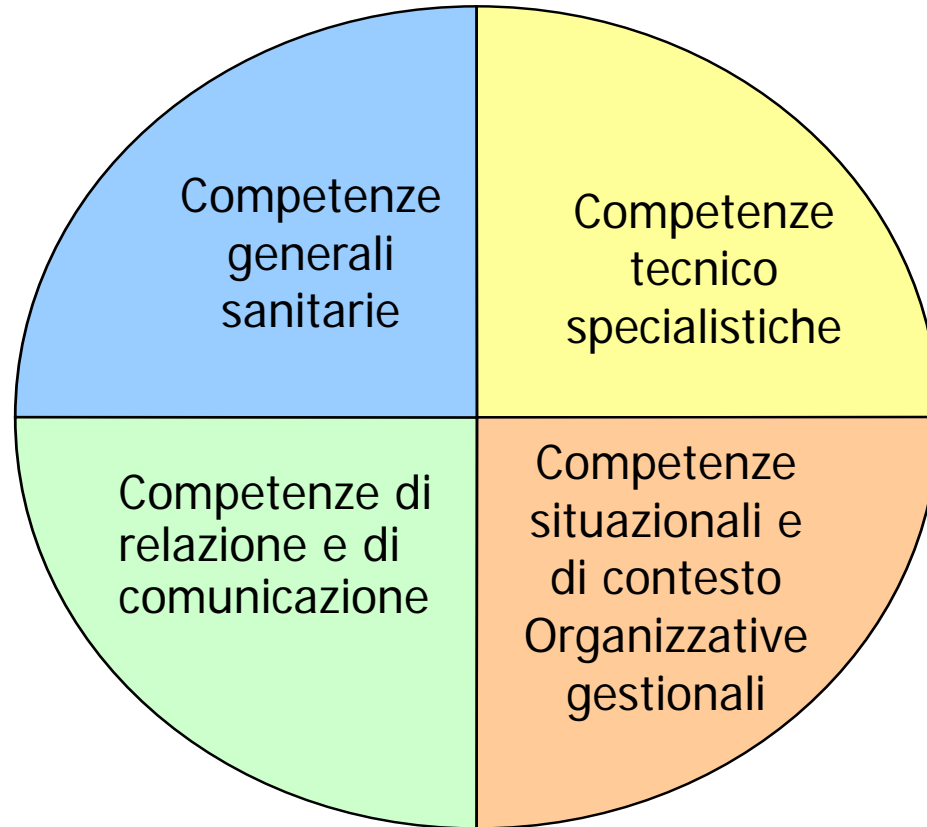 Competenze
generali
sanitarie
Competenze
tecnico
specialistiche
Competenze di
relazione e di
comunicazione
Competenze
situazionali e
di contesto
Organizzative
gestionali